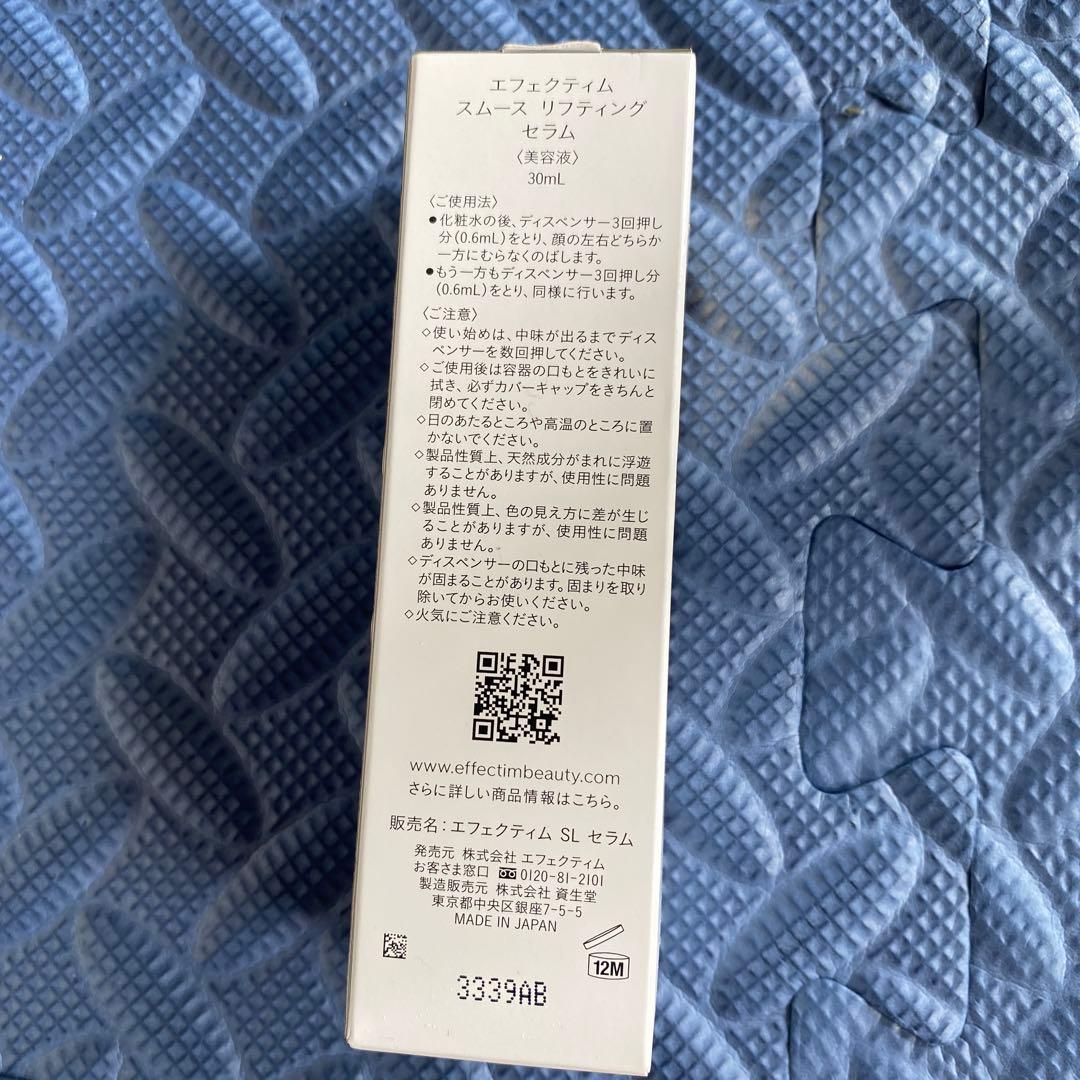 エフェクティム
スムース リフティング
セラム
〈美容液〉
30mL
〈ご使用法〉
●化粧水の後、ディスペンサー3回押し
分(0.6mL)をとり、顔の左右どちらか
一方にむらなくのばします。
●もう一方もディスペンサー3回押し分
(0.6mL)をとり、同様に行います。
〈ご注意〉
◇使い始めは、中味が出るまでディス
ペンサーを数回押してください。
◇ご使用後は容器の口もとをきれいに
拭き、必ずカバーキャップをきちんと
閉めてください。
◇日のあたるところや高温のところに置
かないでください。
◇製品性質上、天然成分がまれに浮遊
することがありますが、使用性に問題
ありません。
◇製品性質上、色の見え方に差が生じ
ることがありますが、使用性に問題
ありません。
◇ディスペンサーの口もとに残った中味
が固まることがあります。固まりを取り
除いてからお使いください。
◇火気にご注意ください。
www.effectimbeauty.com
さらに詳しい商品情報はこちら。
販売名：エフェクティム SL セラム
発売元 株式会社 エフェクティム
お客さま窓口 0120-81-2101
製造販売元 株式会社 資生堂
東京都中央区銀座7-5-5
MADE IN JAPAN
12M
3339AB